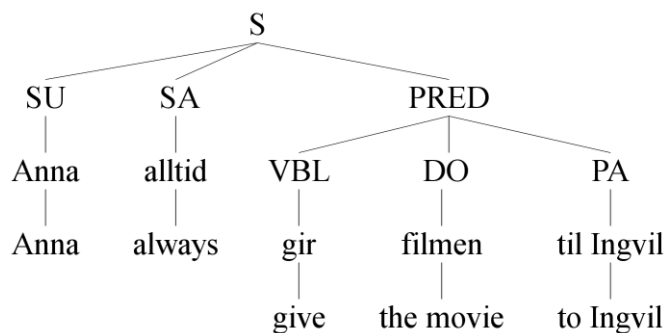 S
SU SA PRED
Anna alltid VBL DO PA
Anna always gir filmen til Ingvil
give the movie to Ingvil